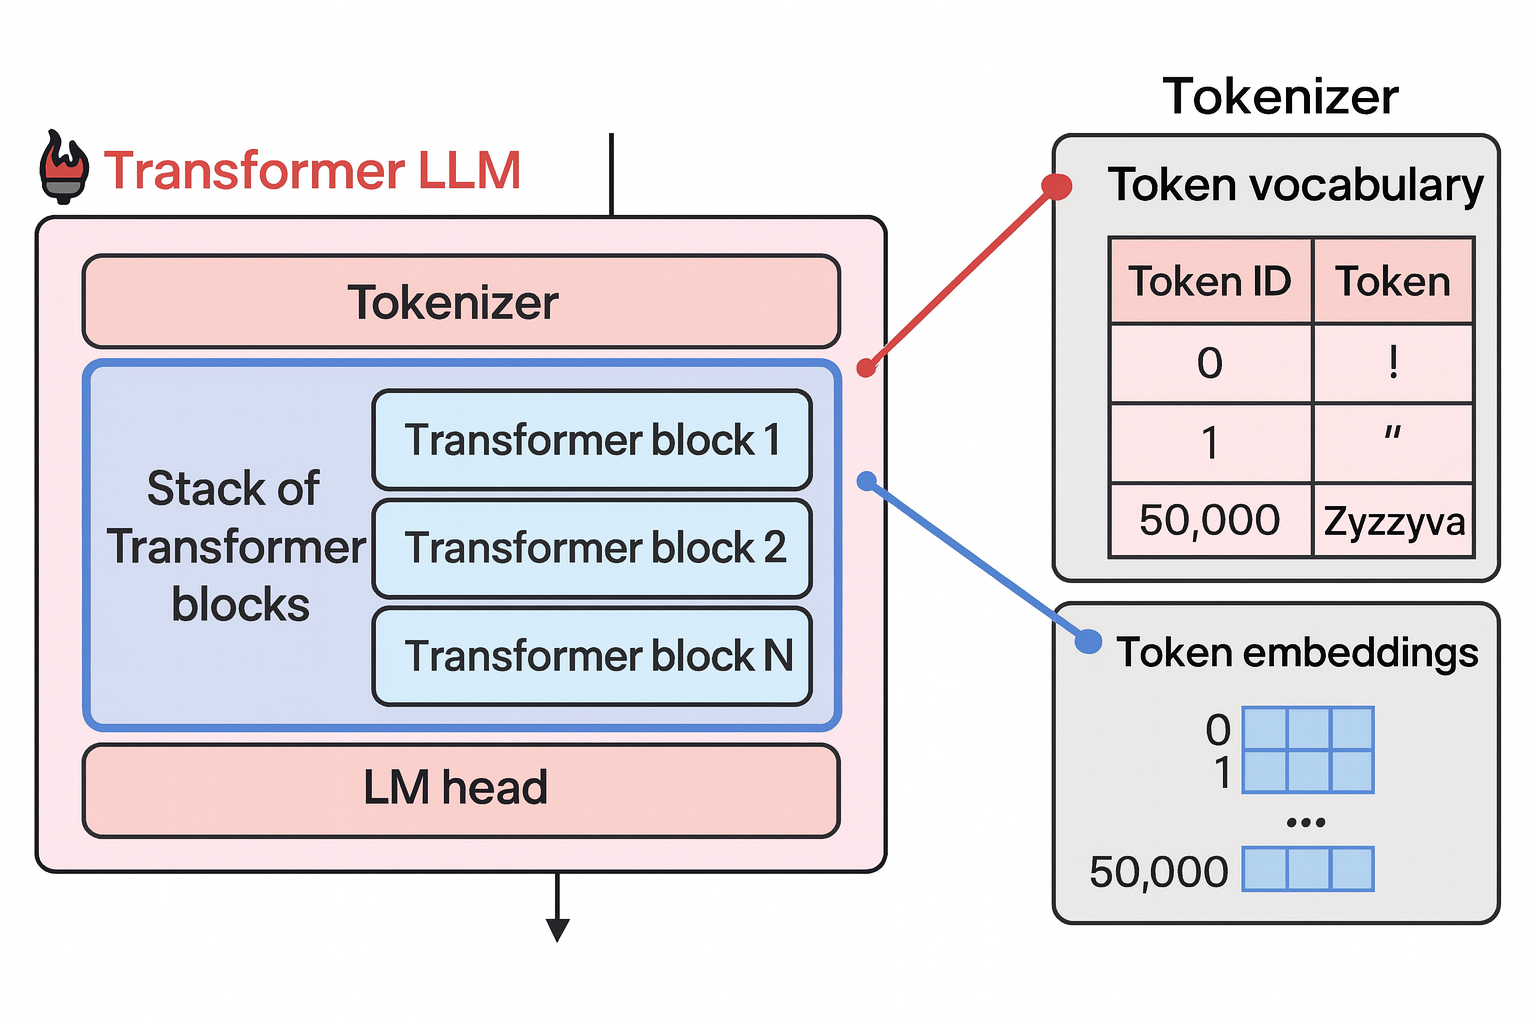 Transformer LLM
Tokenizer
Stack of
Transformer
blocks
Transformer block 1
Transformer block 2
Transformer block N
LM head
Tokenizer
Token vocabulary
Token ID Token
0 !
1 "
50,000 Zyzzyva
Token embeddings
0
1
...
50,000